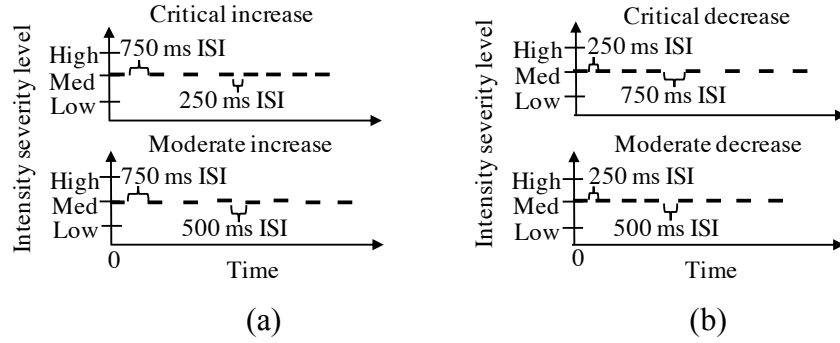 Critical increase
Intensity severity level
High
750 ms ISI
Med
250 ms ISI
Low
Moderate increase
High
750 ms ISI
Med
500 ms ISI
Low
0
Time
(a)
Critical decrease
Intensity severity level
High
250 ms ISI
Med
750 ms ISI
Low
Moderate decrease
High
250 ms ISI
Med
500 ms ISI
Low
0
Time
(b)